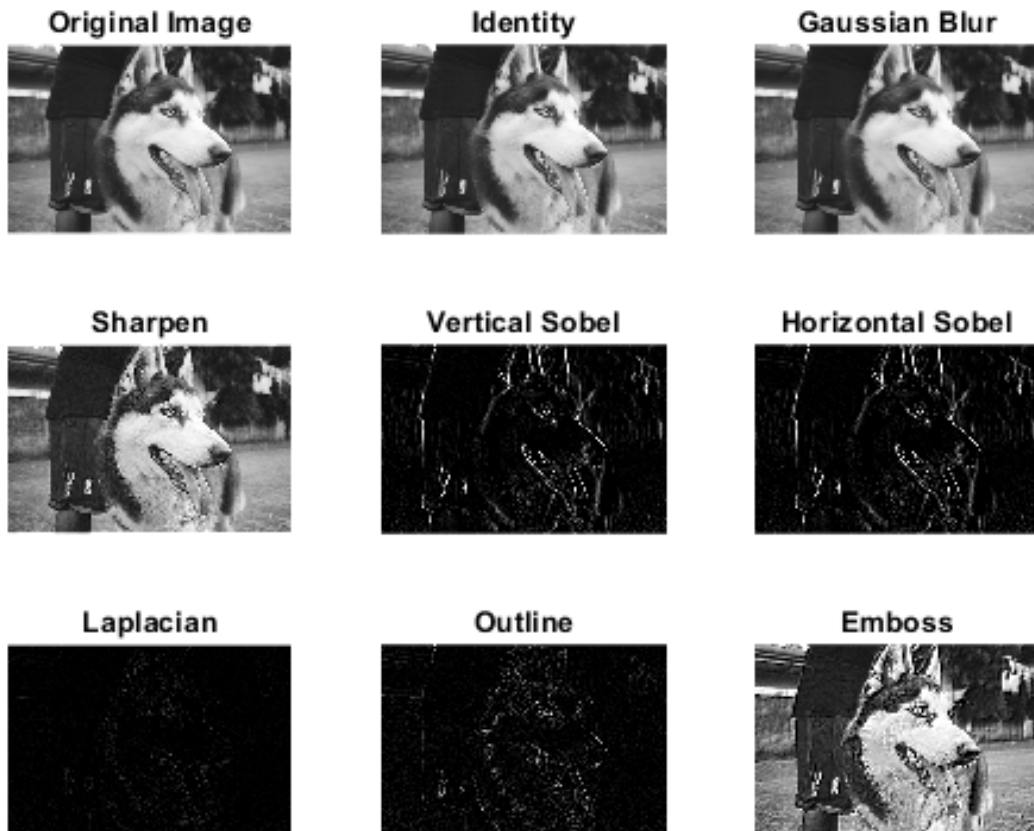 Original Image
Identity
Gaussian Blur
Sharpen
Vertical Sobel
Horizontal Sobel
Laplacian
Outline
Emboss